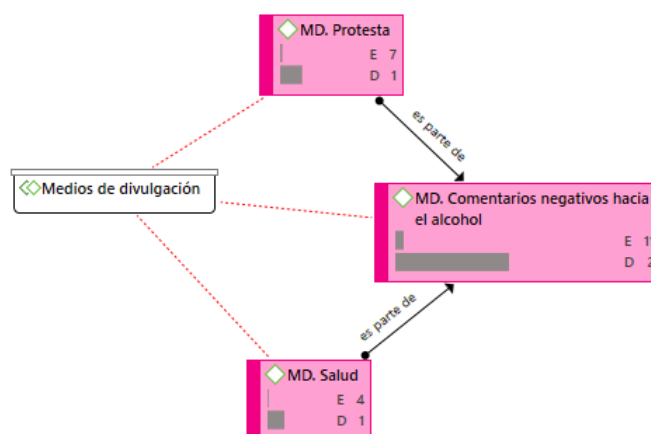 MD. Protesta
E 7
D 1
es parte de
Medios de divulgación
MD. Comentarios negativos hacia
el alcohol
E
D
es parte de
MD. Salud
E 4
D 1